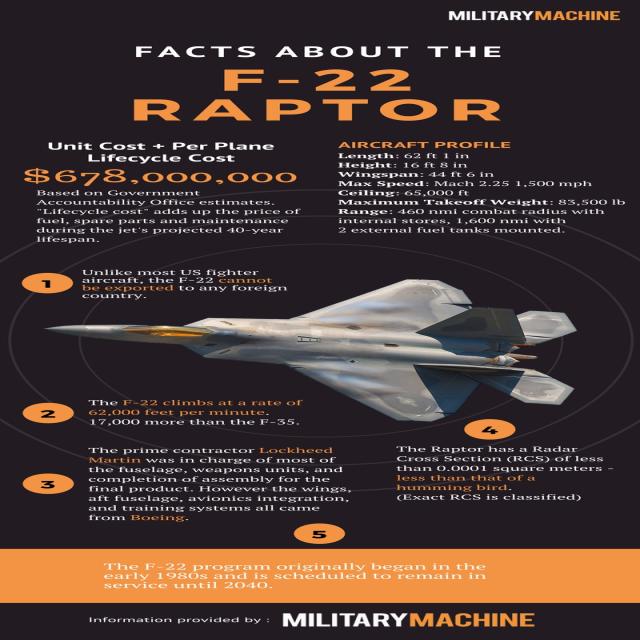 MILITARYMACHINE
FACTS ABOUT THE
F-22
RAPTOR
Unit Cost + Per Plane
Lifecycle Cost
$678,000,000
Based on Government
Accountability Office estimates.
"Lifecycle cost" adds up the price of
fuel, spare parts and maintenance
during the jet's projected 40-year
lifespan.
AIRCRAFT PROFILE
Length: 62 ft 1 in
Height: 16 ft 8 in
Wingspan: 44 ft 6 in
Max Speed: Mach 2.25 1,500 mph
Ceiling: 65,000 ft
Maximum Takeoff Weight: 83,500 lb
Range: 460 nmi combat radius with
internal stores, 1,600 nmi with
2 external fuel tanks mounted.
1
Unlike most US fighter
aircraft, the F-22 cannot
be exported to any foreign
country.
2
The F-22 climbs at a rate of
62,000 feet per minute.
17,000 more than the F-35.
3
The prime contractor Lockheed
Martin was in charge of most of
the fuselage, weapons units, and
completion of assembly for the
final product. However the wings,
aft fuselage, avionics integration,
and training systems all came
from Boeing.
4
The Raptor has a Radar
Cross Section (RCS) of less
than 0.0001 square meters -
less than that of a
humming bird.
(Exact RCS is classified)
5
The F-22 program originally began in the
early 1980s and is scheduled to remain in
service until 2040.
Information provided by : MILITARYMACHINE